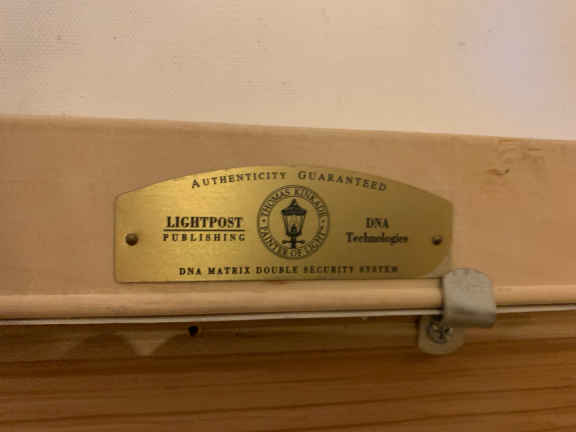 AUTHENTICITY GUARANTEED
THOMAS KINKADE
PAINTER OF LIGHT
LIGHTPOST
PUBLISHING
DNA
Technologies
DNA MATRIX DOUBLE SECURITY SYSTEM